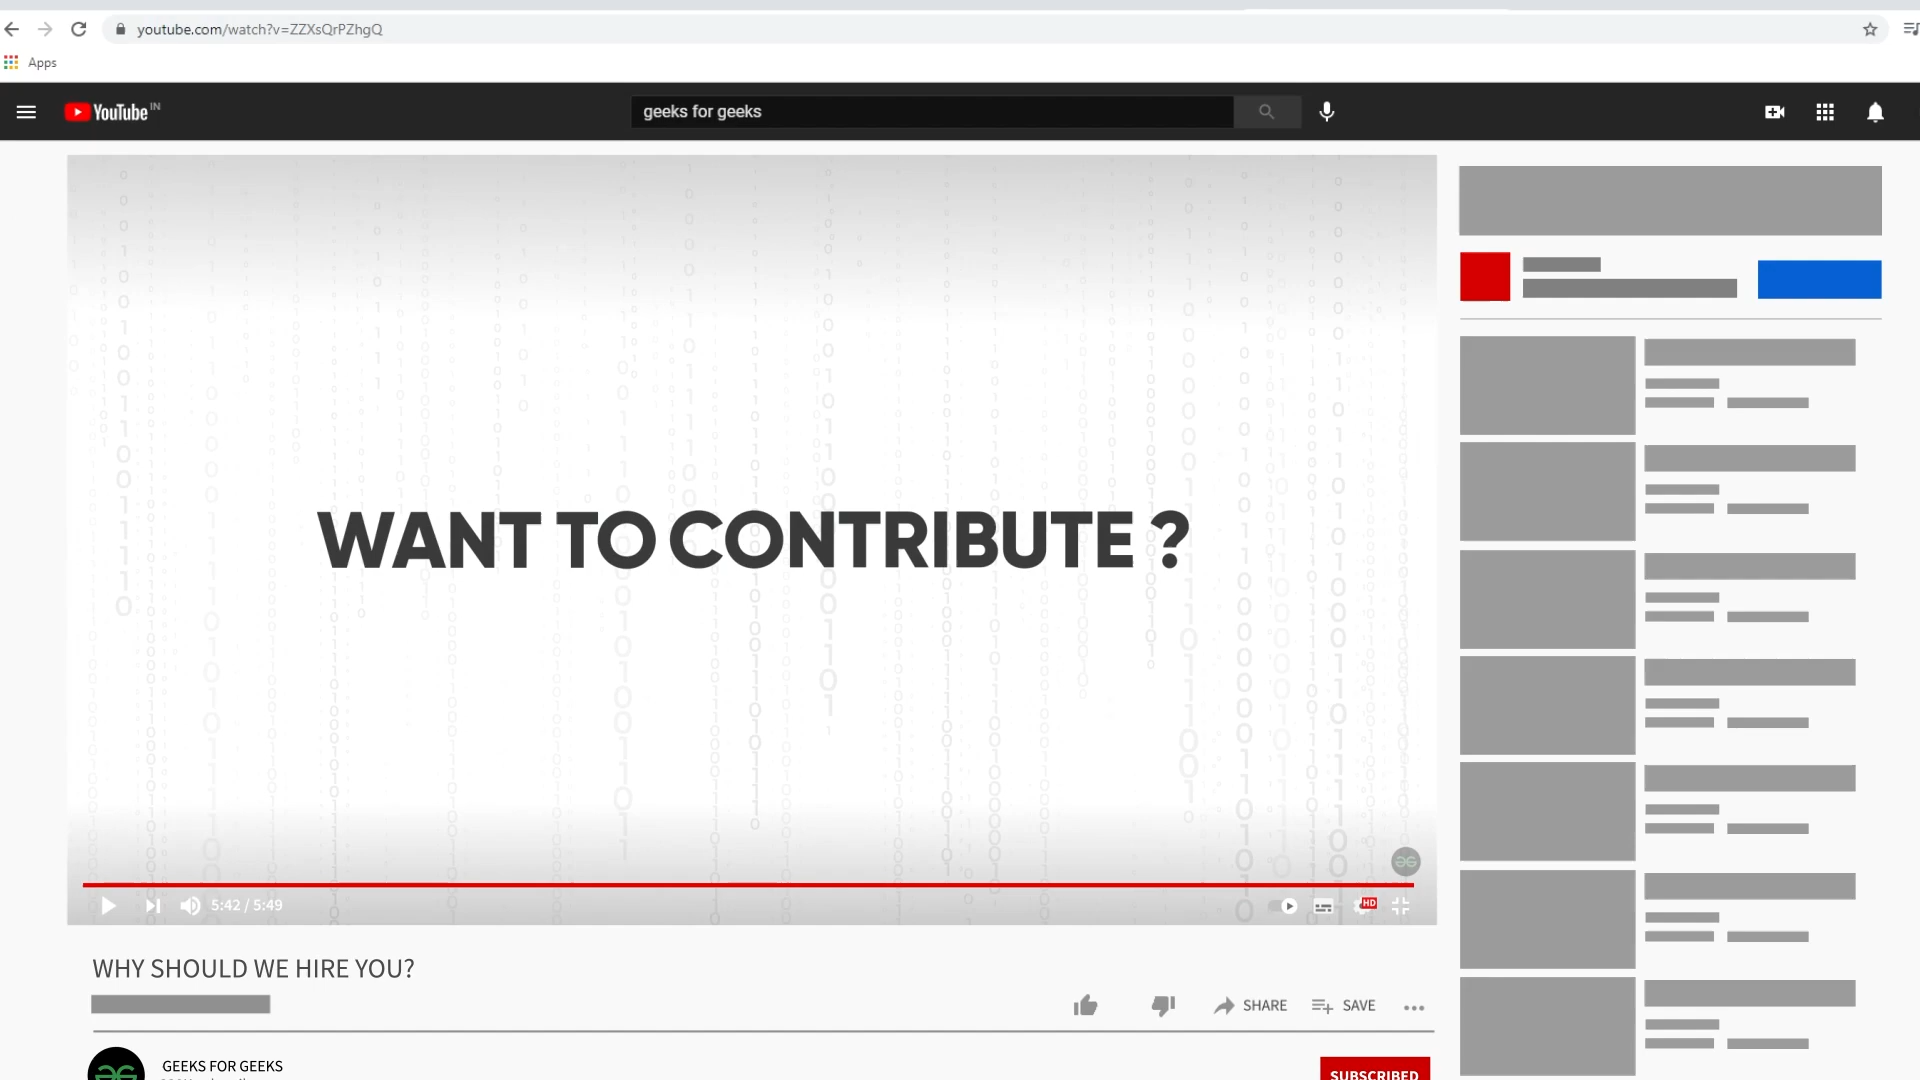 youtube.com/watch?v=ZZXsQrPZhgQ
Apps
YouTube IN
geeks for geeks
WANT TO CONTRIBUTE ?
5:42 / 5:49
HD
WHY SHOULD WE HIRE YOU?
SHARE
SAVE
GEEKS FOR GEEKS
SUBSCRIBED